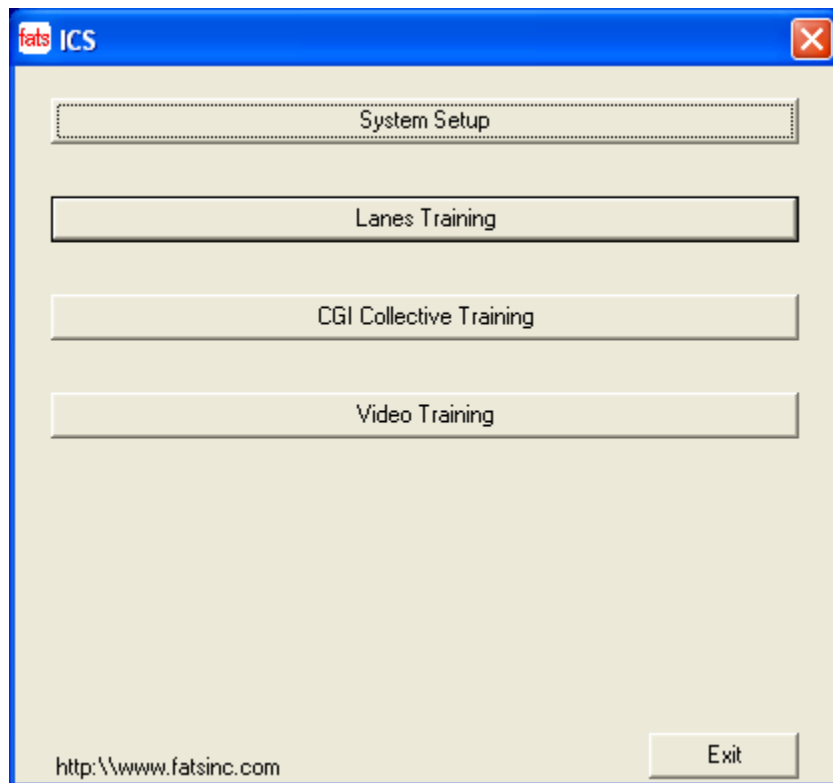 fats ICS
System Setup
Lanes Training
CGI Collective Training
Video Training
http:\\www.fatsinc.com
Exit